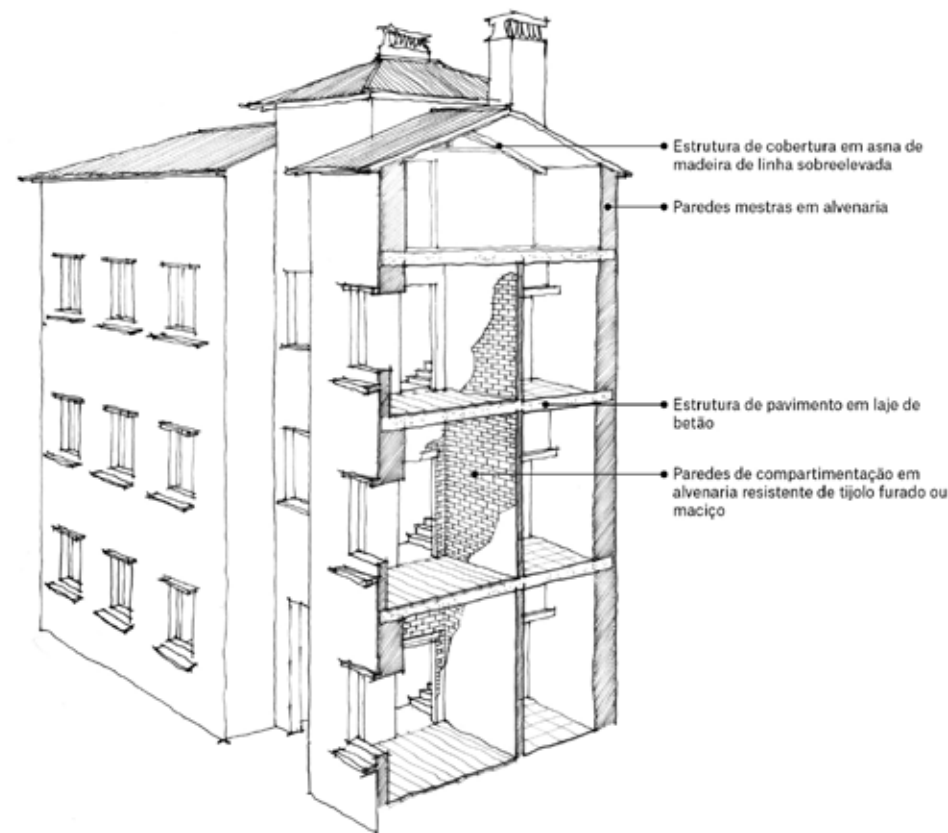 Estrutura de cobertura em asna de
madeira de linha sobreelevada
Paredes mestras em alvenaria
Estrutura de pavimento em laje de
betão
Paredes de compartimentação em
alvenaria resistente de tijolo furado ou
maciço